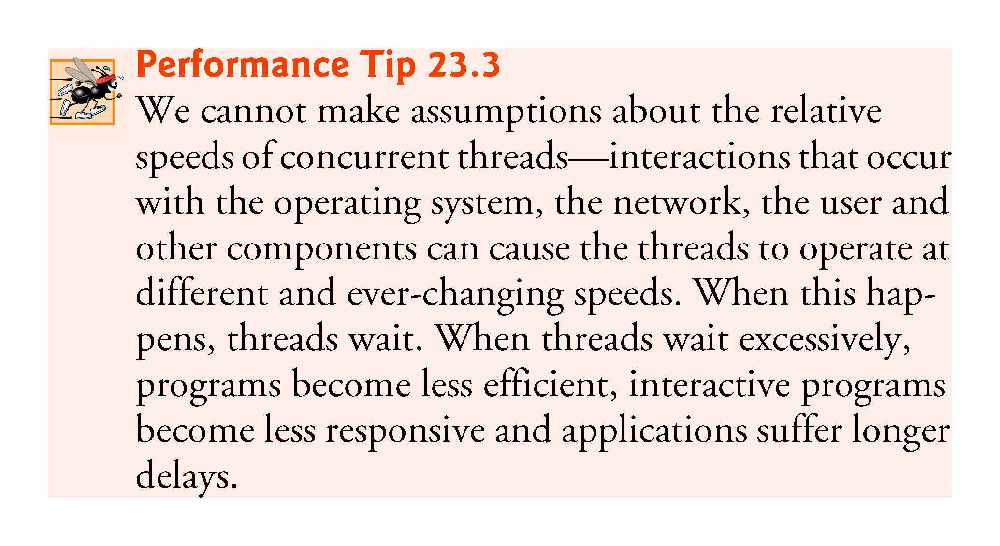 Performance Tip 23.3
We cannot make assumptions about the relative
speeds of concurrent threads—interactions that occur
with the operating system, the network, the user and
other components can cause the threads to operate at
different and ever-changing speeds. When this hap-
pens, threads wait. When threads wait excessively,
programs become less efficient, interactive programs
become less responsive and applications suffer longer
delays.